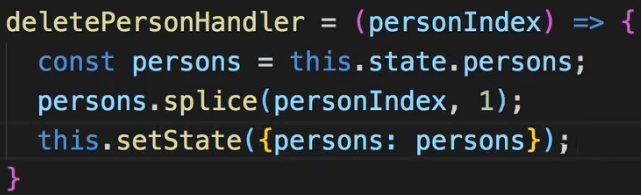 deletePersonHandler = (personIndex) => {
  const persons = this.state.persons;
  persons.splice(personIndex, 1);
  this.setState({persons: persons});
}